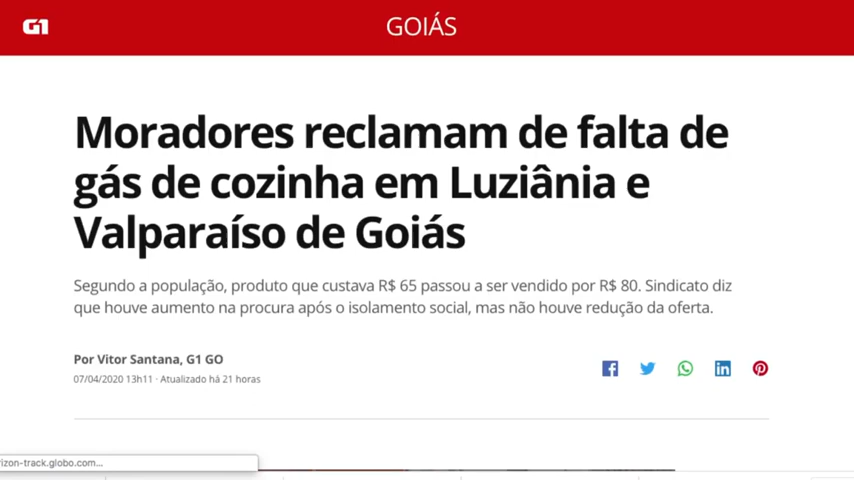 G1
GOIÁS
Moradores reclamam de falta de
gás de cozinha em Luziânia e
Valparaíso de Goiás
Segundo a população, produto que custava R$ 65 passou a ser vendido por R$ 80. Sindicato diz
que houve aumento na procura após o isolamento social, mas não houve redução da oferta.
Por Vitor Santana, G1 GO
07/04/2020 13h11 · Atualizado há 21 horas
rizon-track.globo.com...